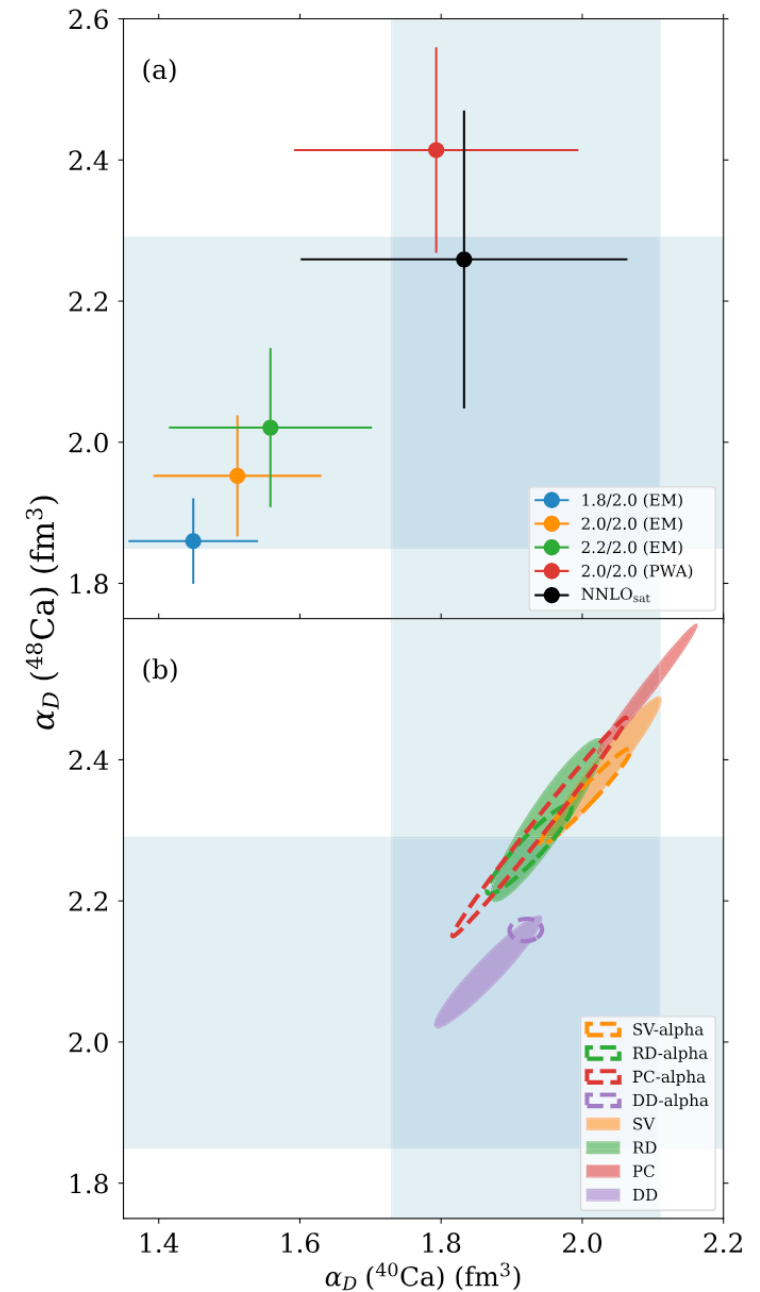 2.6
(a)
2.4
2.2
2.0
1.8
1.8/2.0 (EM)
2.0/2.0 (EM)
2.2/2.0 (EM)
2.0/2.0 (PWA)
NNLO_sat
α_D (⁴⁸Ca) (fm³)
(b)
2.4
2.2
2.0
1.8
SV-alpha
RD-alpha
PC-alpha
DD-alpha
SV
RD
PC
DD
1.4 1.6 1.8 2.0 2.2
α_D (⁴⁰Ca) (fm³)